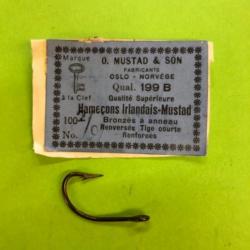 Marque
O. MUSTAD & SON
FABRICANTS
OSLO - NORVÈGE
à la Clef
Qual. 199 B
Qualité Supérieure
Hameçons Irlandais-Mustad
100
Bronzés à anneau
No.
Renversés Tige courte
Renforcés